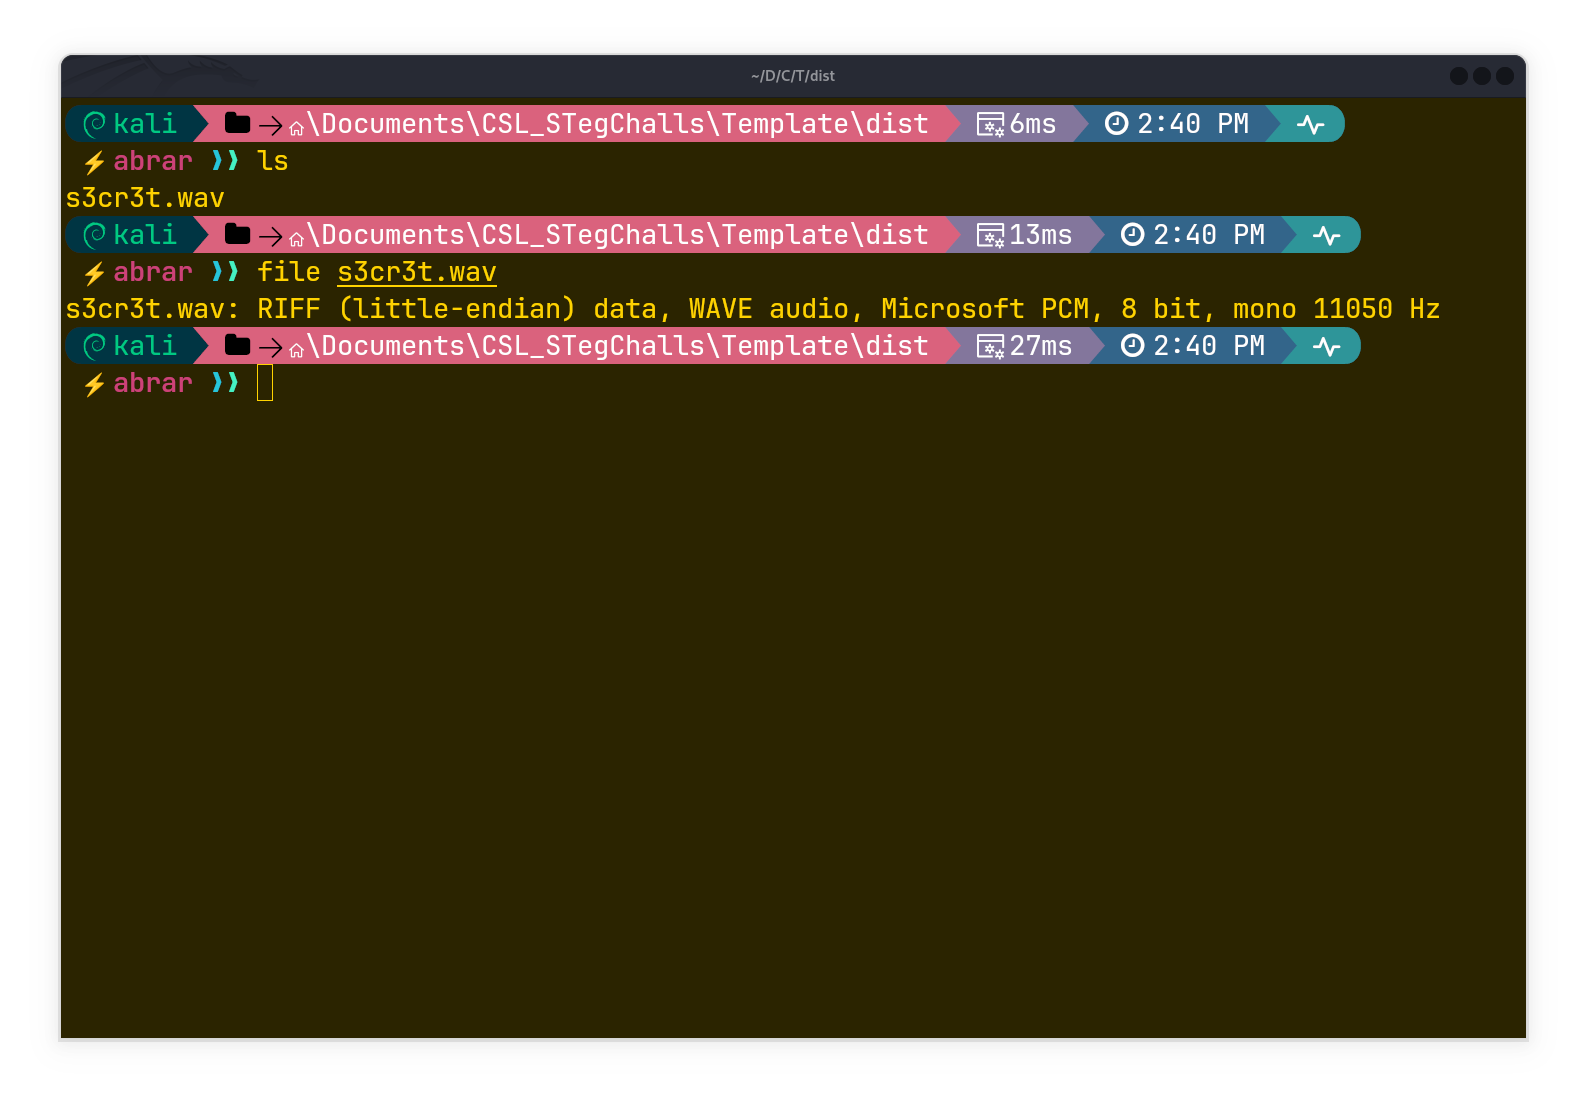 ~/D/C/T/dist
kali \Documents\CSL_STegChalls\Template\dist 6ms 2:40 PM
abrar ❯❯ ls
s3cr3t.wav
kali \Documents\CSL_STegChalls\Template\dist 13ms 2:40 PM
abrar ❯❯ file s3cr3t.wav
s3cr3t.wav: RIFF (little-endian) data, WAVE audio, Microsoft PCM, 8 bit, mono 11050 Hz
kali \Documents\CSL_STegChalls\Template\dist 27ms 2:40 PM
abrar ❯❯